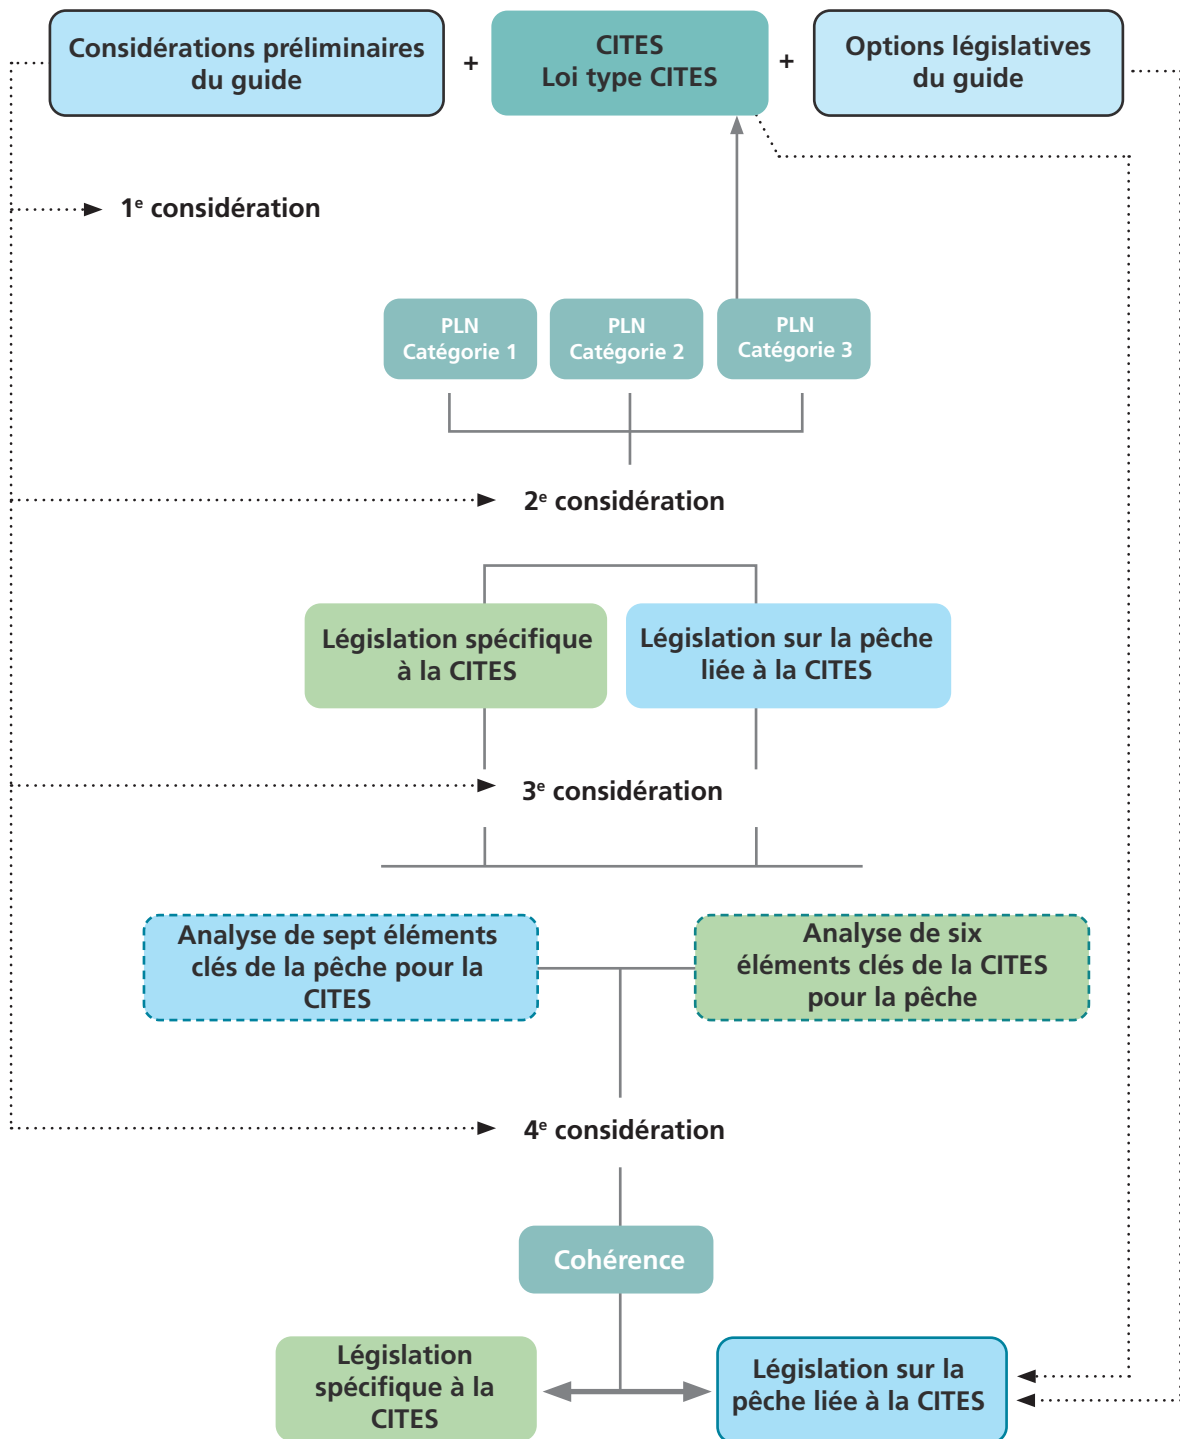 Considérations préliminaires
du guide
+
CITES
Loi type CITES
+
Options législatives
du guide
1e considération
PLN
Catégorie 1
PLN
Catégorie 2
PLN
Catégorie 3
2e considération
Législation spécifique
à la CITES
Législation sur la pêche
liée à la CITES
3e considération
Analyse de sept éléments
clés de la pêche pour la
CITES
Analyse de six
éléments clés de la CITES
pour la pêche
4e considération
Cohérence
Législation
spécifique à la
CITES
Législation sur la
pêche liée à la CITES